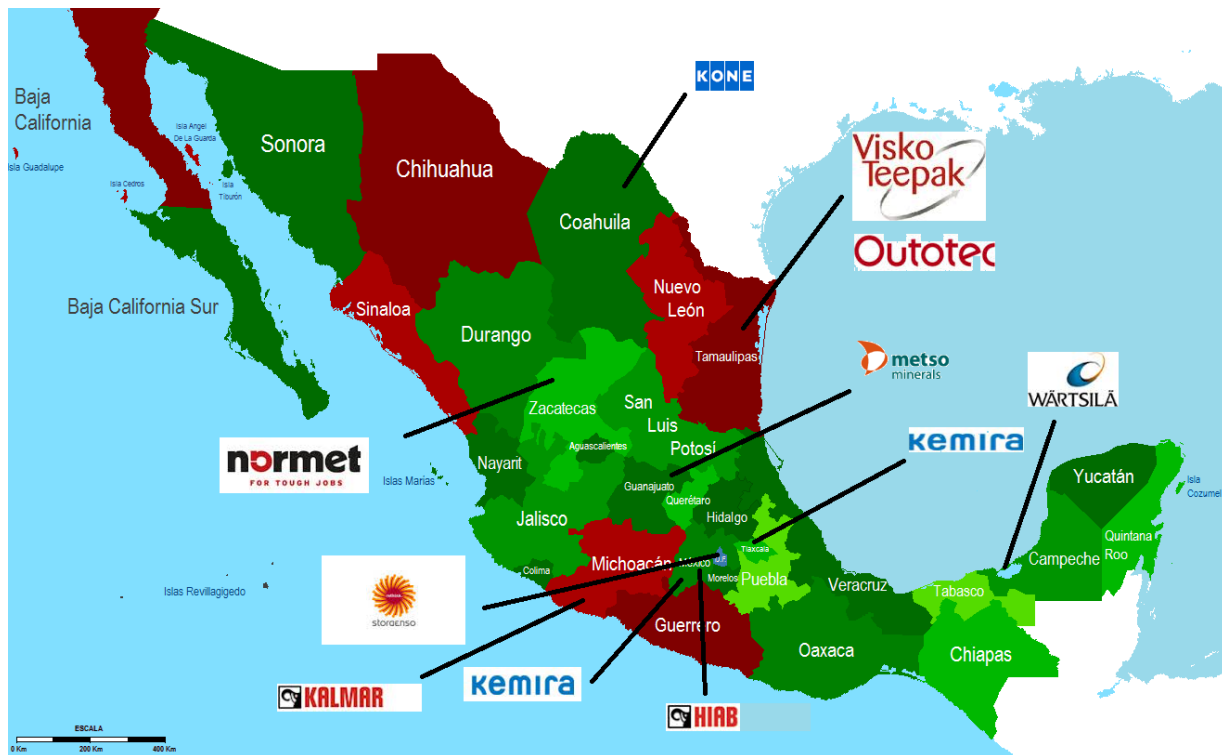 KONE
Baja
California
Isla Angel
De La Guarda
Sonora
Chihuahua
Visko
Teepak
Isla Guadalupe
Isla Cedros
Isla
Tiburón
Coahuila
Outotec
Nuevo
León
Baja California Sur
Sinaloa
Durango
Tamaulipas
metso
minerals
WÄRTSILÄ
Zacatecas
San
Luis
Potosí
kemira
Aguascalientes
normet
FOR TOUGH JOBS
Nayarit
Islas Marias
Guanajuato
Querétaro
Yucatán
Isla
Cozumel
Jalisco
Hidalgo
Quintana
Roo
Campeche
Tlaxcala
D.F.
Michoacán
México
Colima
Morelos
Puebla
Veracruz
Tabasco
Islas Revillagigedo
storaenso
Guerrero
Oaxaca
Chiapas
KALMAR
kemira
HIAB
ESCALA
0 Km
200 Km
400 Km